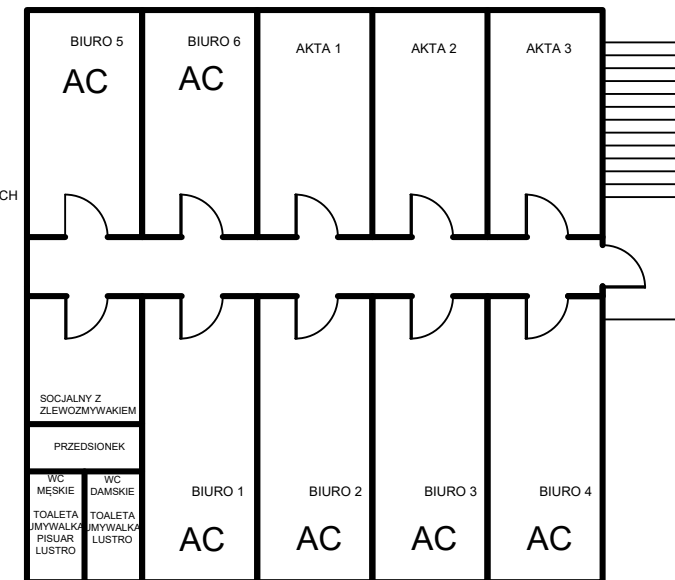 BIURO 5
AC
BIURO 6
AC
AKTA 1
AKTA 2
AKTA 3
CH
SOCJALNY Z
ZLEWOZMYWAKIEM
PRZEDSIONEK
WC
MĘSKIE
TOALETA
UMYWALKA
PISUAR
LUSTRO
WC
DAMSKIE
TOALETA
UMYWALKA
LUSTRO
BIURO 1
AC
BIURO 2
AC
BIURO 3
AC
BIURO 4
AC